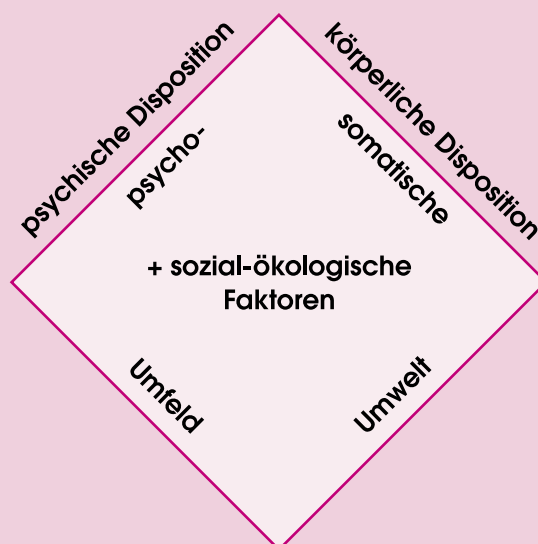 psychische Disposition
körperliche Disposition
psycho-
somatische
+ sozial-ökologische
Faktoren
Umfeld
Umwelt